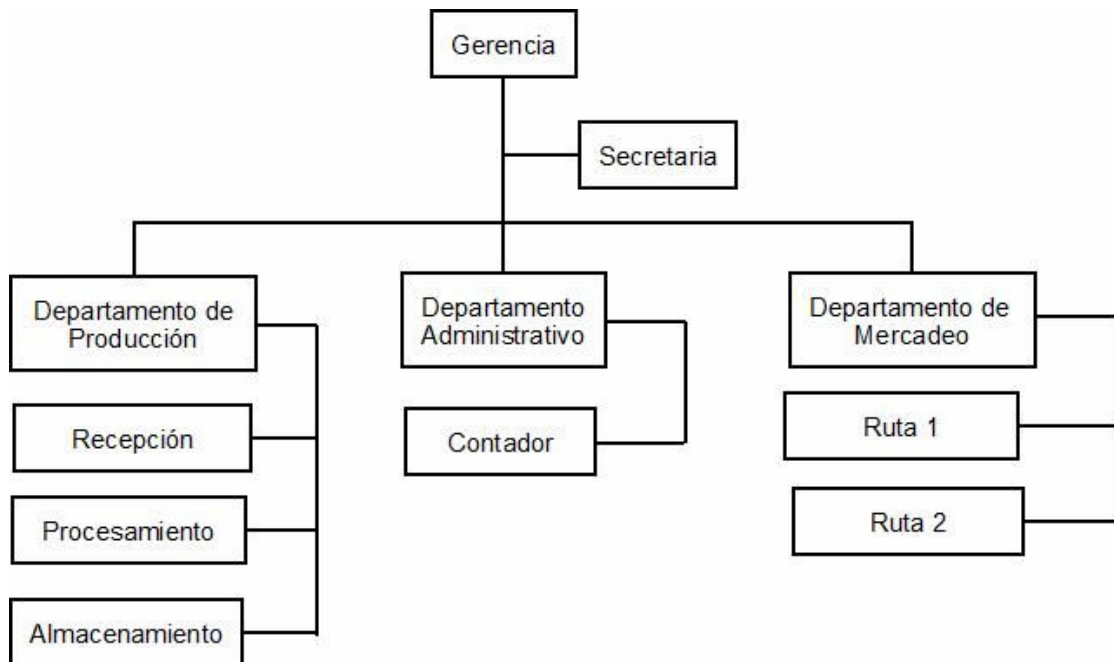 Gerencia
Secretaria
Departamento de
Producción
Departamento
Administrativo
Departamento de
Mercadeo
Recepción
Contador
Ruta 1
Procesamiento
Ruta 2
Almacenamiento